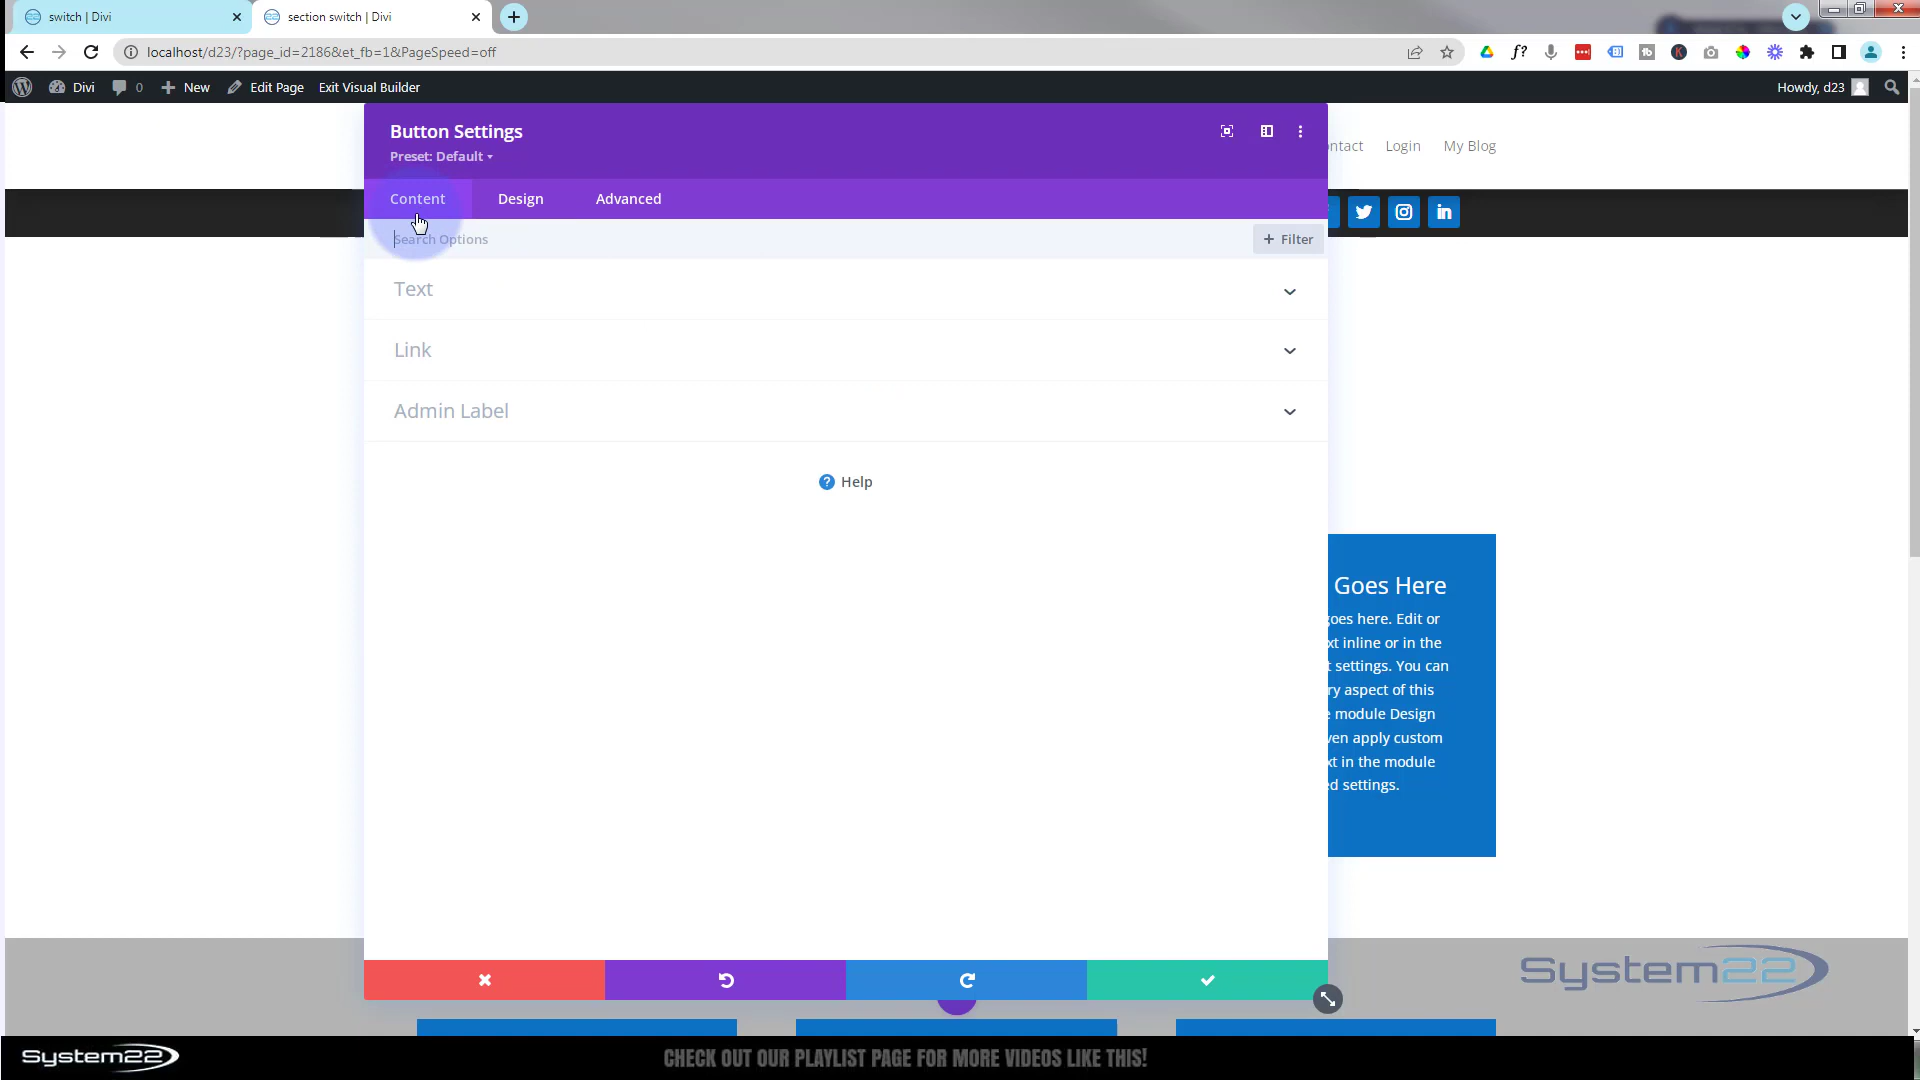 switch | Divi
section switch | Divi
localhost/d23/?page_id=2186&et_fb=1&PageSpeed=off
Divi
0
New
Edit Page
Exit Visual Builder
Howdy, d23
Button Settings
Preset: Default
ntact
Login
My Blog
Content
Design
Advanced
Search Options
+ Filter
Text
Link
Admin Label
? Help
Goes Here
goes here. Edit or
xt inline or in the
t settings. You can
ry aspect of this
e module Design
ven apply custom
xt in the module
ed settings.
System22
System22
CHECK OUT OUR PLAYLIST PAGE FOR MORE VIDEOS LIKE THIS!